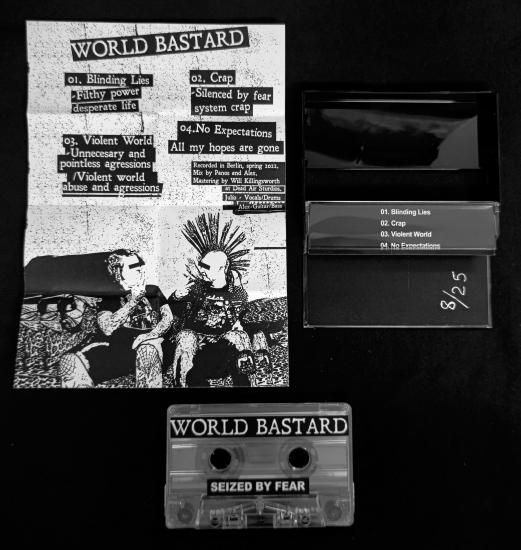 WORLD BASTARD
01. Blinding Lies
-Filthy power
desperate life
02, Crap
-Silenced by fear
system crap
03. Violent World
-Unnecesary and
pointless agressions
/Violent world
abuse and agressions
04.No Expectations
All my hopes are gone
Recorded in Berlin, spring 2022,
Mix by Panos and Alex,
Mastering by Will Killingsworth
at Dead Air Sturdios,
Julio - Vocals/Drums
Alex-Guitar/Bass
01. Blinding Lies
02. Crap
03. Violent World
04. No Expectations
8/25
WORLD BASTARD
SEIZED BY FEAR